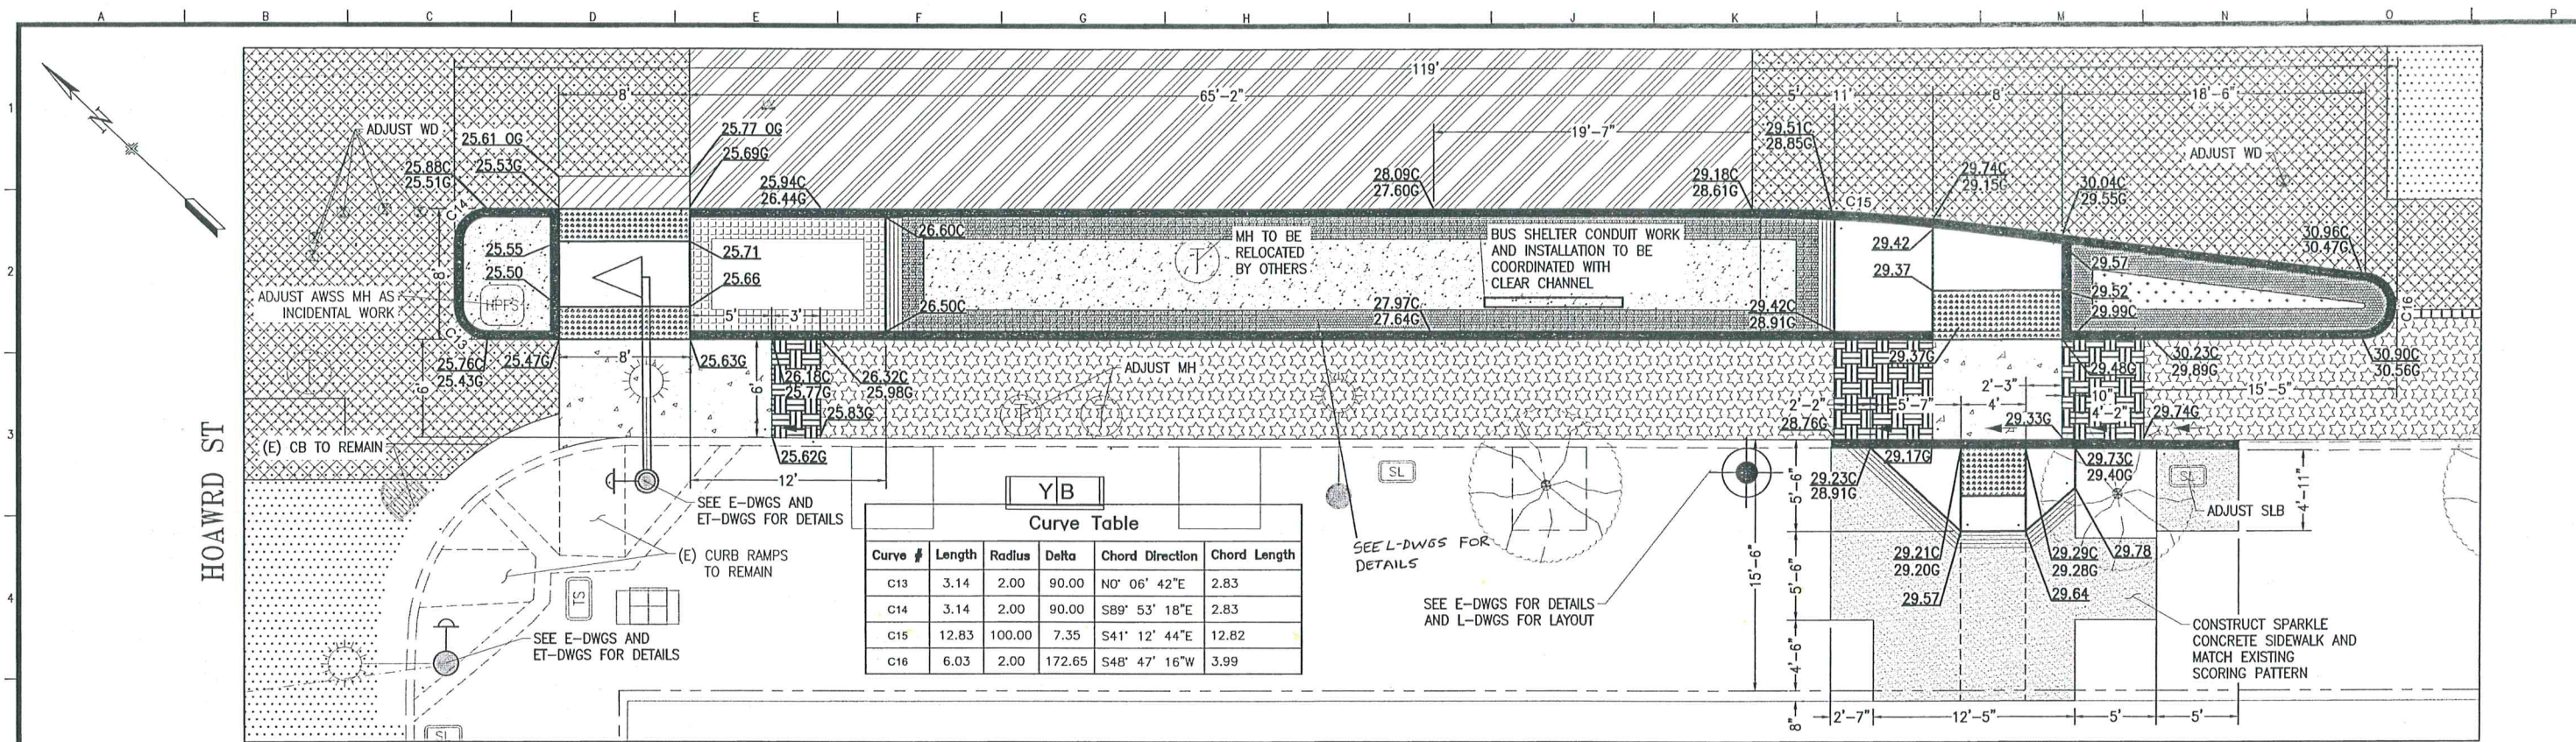 A B C D E F G H I J K L M N O P
1
2
3
4
N
HOAWRD ST
119'
8'
65'-2"
5'
11'
8'
18'-6"
19'-7"
ADJUST WD
25.61 OG
25.53G
25.77 OG
25.69G
25.88C
25.51G
25.94C
26.44G
28.09C
27.60G
29.18C
28.61G
29.51C
28.85G
29.74C
29.15G
ADJUST WD
30.04C
29.55G
30.96C
30.47G
C14
C15
C16
C13
8'
25.55
25.50
25.71
25.66
26.60C
26.50C
MH TO BE
RELOCATED
BY OTHERS
BUS SHELTER CONDUIT WORK
AND INSTALLATION TO BE
COORDINATED WITH
CLEAR CHANNEL
29.42
29.37
29.57
29.52
29.99C
ADJUST AWSS MH AS
INCIDENTAL WORK
HPFS
5'
3'
27.97C
27.64G
29.42C
28.91G
25.76C
25.43G
25.47G
8'
25.63G
6'
6'
26.18C
25.77G
26.32C
25.98G
25.83G
25.62G
12'
ADJUST MH
29.37G
29.48G
30.23C
29.89G
30.90C
30.56G
15'-5"
2'-3"
10"
2'-2"
5'-7"
4'
4'-2"
28.76G
29.33G
29.74G
29.17G
29.73C
29.40G
29.23C
28.91G
(E) CB TO REMAIN
SEE E-DWGS AND
ET-DWGS FOR DETAILS
(E) CURB RAMPS
TO REMAIN
TS
SEE E-DWGS AND
ET-DWGS FOR DETAILS
SL
YB
SL
SL
Curve Table
Curve # Length Radius Delta Chord Direction Chord Length
C13 3.14 2.00 90.00 N0° 06' 42"E 2.83
C14 3.14 2.00 90.00 S89° 53' 18"E 2.83
C15 12.83 100.00 7.35 S41° 12' 44"E 12.82
C16 6.03 2.00 172.65 S48° 47' 16"W 3.99
SEE L-DWGS FOR
DETAILS
SEE E-DWGS FOR DETAILS
AND L-DWGS FOR LAYOUT
15'-6"
5'-6"
5'-6"
4'-6"
8"
4'-11"
ADJUST SLB
29.21C
29.20G
29.57
29.29C
29.28G
29.64
29.78
CONSTRUCT SPARKLE
CONCRETE SIDEWALK AND
MATCH EXISTING
SCORING PATTERN
2'-7"
12'-5"
5'
5'